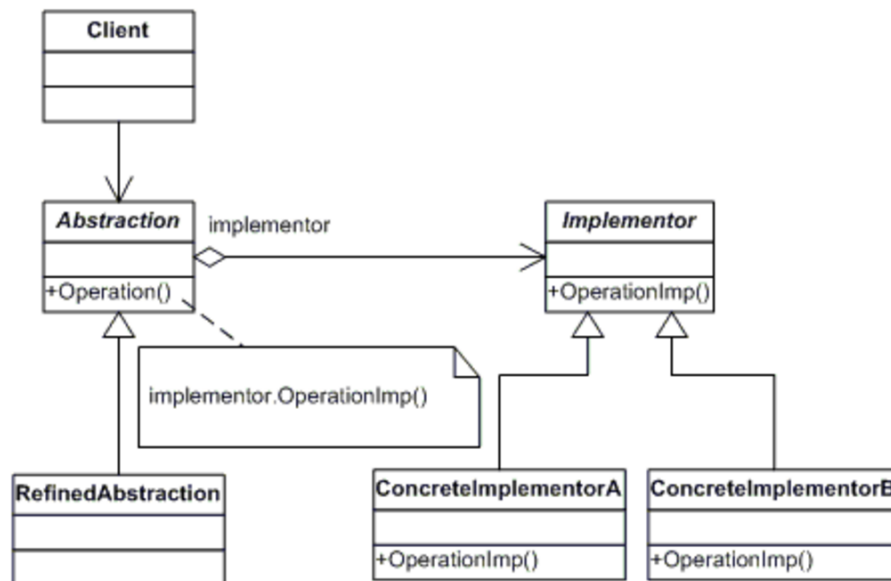 Client
Abstraction
implementor
Implementor
+Operation()
+OperationImp()
implementor.OperationImp()
RefinedAbstraction
ConcreteImplementorA
ConcreteImplementorB
+OperationImp()
+OperationImp()